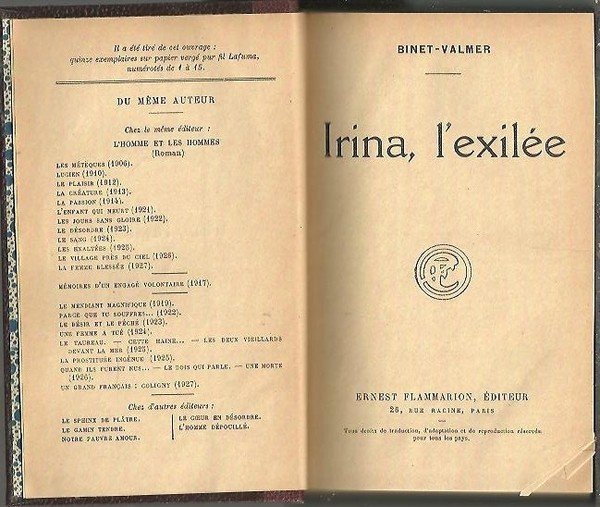 Il a été tiré de cet ouvrage :
quinze exemplaires sur papier vergé pur fil Lafuma,
numérotés de 1 à 15.
DU MÊME AUTEUR
Chez le même éditeur :
L'HOMME ET LES HOMMES
(Roman)
LES MÉTÈQUES (1906).
LUCIEN (1910).
LE PLAISIR (1912).
LA CRÉATURE (1913).
LA PASSION (1914).
L'ENFANT QUI MEURT (1921).
LES JOURS SANS GLOIRE (1922).
LE DÉSORDRE (1923).
LE SANG (1924).
LES EXALTÉES (1925).
LE VILLAGE PRÈS DU CIEL (1926).
LA FEMME BLESSÉE (1927).
MÉMOIRES D'UN ENGAGÉ VOLONTAIRE (1917).
LE MENDIANT MAGNIFIQUE (1919).
PARCE QUE TU SOUFFRES... (1922).
LE DÉSIR ET LE PÉCHÉ (1923).
UNE FEMME A TUÉ (1924).
LE TAUREAU. — CETTE HAINE... — LES DEUX VIEILLARDS
DEVANT LA MER (1925).
LA PROSTITUÉE INGÉNUE (1925).
QUAND ILS FURENT NUS... — LE BOIS QUI PARLE. — UNE MORTE
(1926).
UN GRAND FRANÇAIS : COLIGNY (1927).
Chez d'autres éditeurs :
LE SPHINX DE PLÂTRE.
LE GAMIN TENDRE.
NOTRE PAUVRE AMOUR.
LE CŒUR EN DÉSORDRE.
L'HOMME DÉPOUILLÉ.
BINET-VALMER
Irina, l'exilée
ERNEST FLAMMARION, ÉDITEUR
26, RUE RACINE, PARIS
Tous droits de traduction, d'adaptation et de reproduction réservés
pour tous les pays.